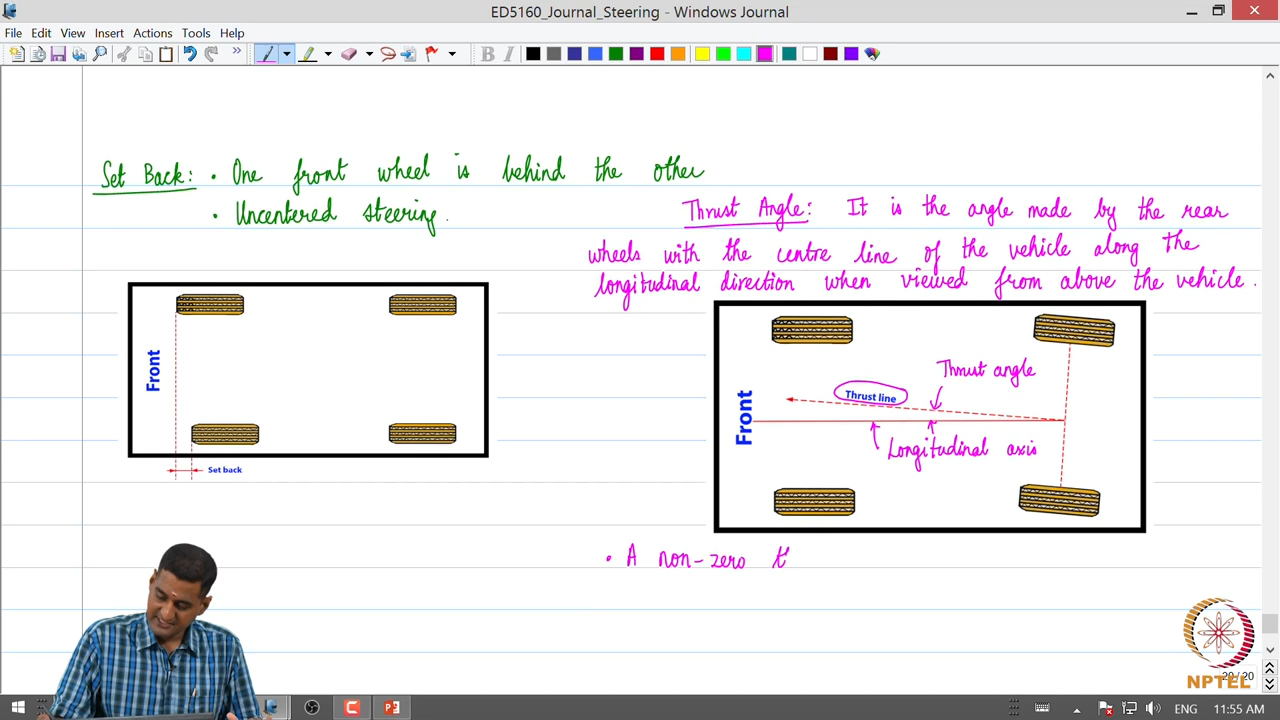 ED5160_Journal_Steering - Windows Journal
File Edit View Insert Actions Tools Help
Set Back: • One front wheel is behind the other
• Uncentered steering.
Thrust Angle: It is the angle made by the rear
wheels with the centre line of the vehicle along the
longitudinal direction when viewed from above the vehicle.
Front
Set back
Front
Thrust angle
Thrust line
Longitudinal axis
• A non-zero t
NPTEL
ENG 11:55 AM